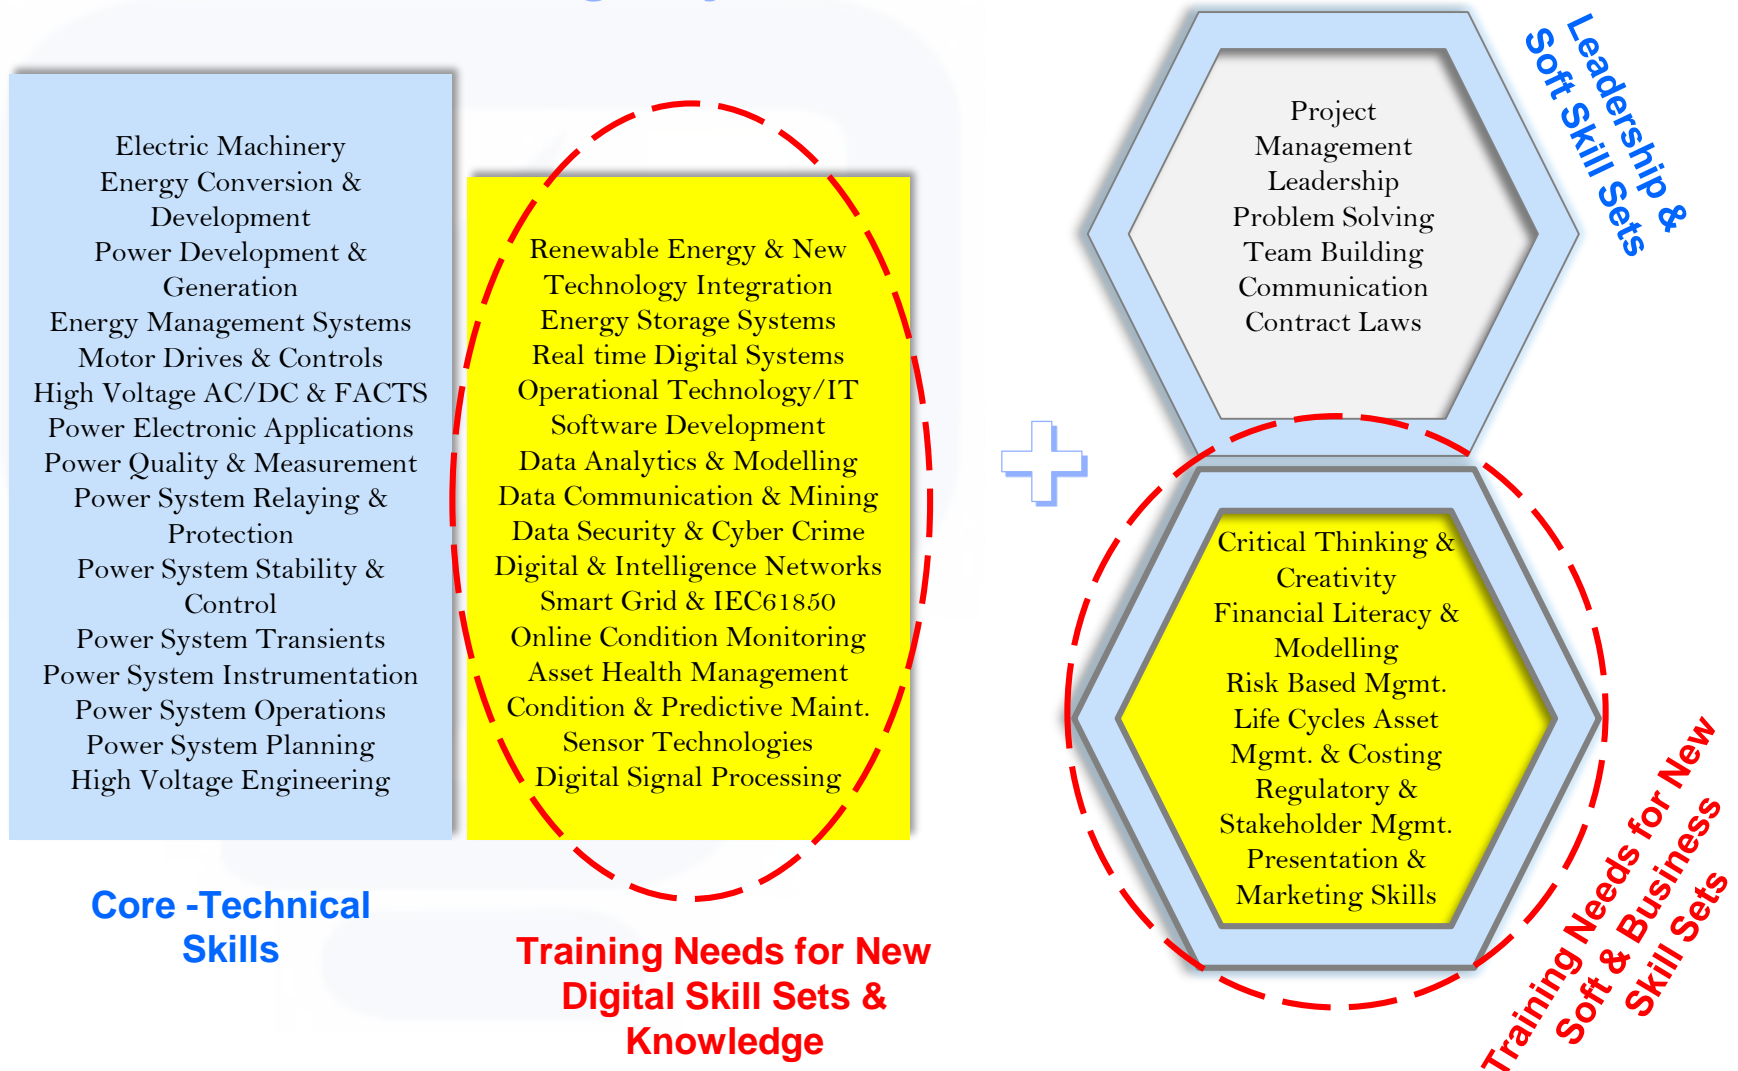 Electric Machinery
Energy Conversion &
Development
Power Development &
Generation
Energy Management Systems
Motor Drives & Controls
High Voltage AC/DC & FACTS
Power Electronic Applications
Power Quality & Measurement
Power System Relaying &
Protection
Power System Stability &
Control
Power System Transients
Power System Instrumentation
Power System Operations
Power System Planning
High Voltage Engineering
Core -Technical
Skills
Renewable Energy & New
Technology Integration
Energy Storage Systems
Real time Digital Systems
Operational Technology/IT
Software Development
Data Analytics & Modelling
Data Communication & Mining
Data Security & Cyber Crime
Digital & Intelligence Networks
Smart Grid & IEC61850
Online Condition Monitoring
Asset Health Management
Condition & Predictive Maint.
Sensor Technologies
Digital Signal Processing
Training Needs for New
Digital Skill Sets &
Knowledge
Project
Management
Leadership
Problem Solving
Team Building
Communication
Contract Laws
Leadership &
Soft Skill Sets
Critical Thinking &
Creativity
Financial Literacy &
Modelling
Risk Based Mgmt.
Life Cycles Asset
Mgmt. & Costing
Regulatory &
Stakeholder Mgmt.
Presentation &
Marketing Skills
Training Needs for New
Soft & Business
Skill Sets